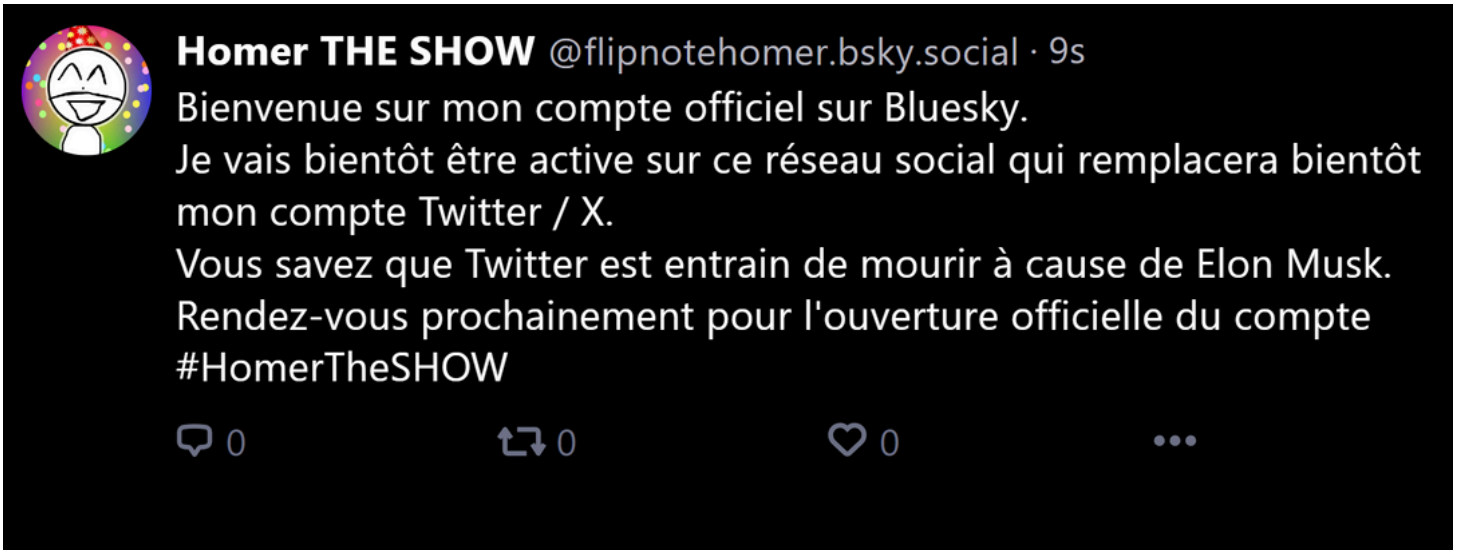 Homer THE SHOW @flipnotehomer.bsky.social · 9s
Bienvenue sur mon compte officiel sur Bluesky.
Je vais bientôt être active sur ce réseau social qui remplacera bientôt
mon compte Twitter / X.
Vous savez que Twitter est entrain de mourir à cause de Elon Musk.
Rendez-vous prochainement pour l'ouverture officielle du compte
#HomerTheSHOW
0 0 0